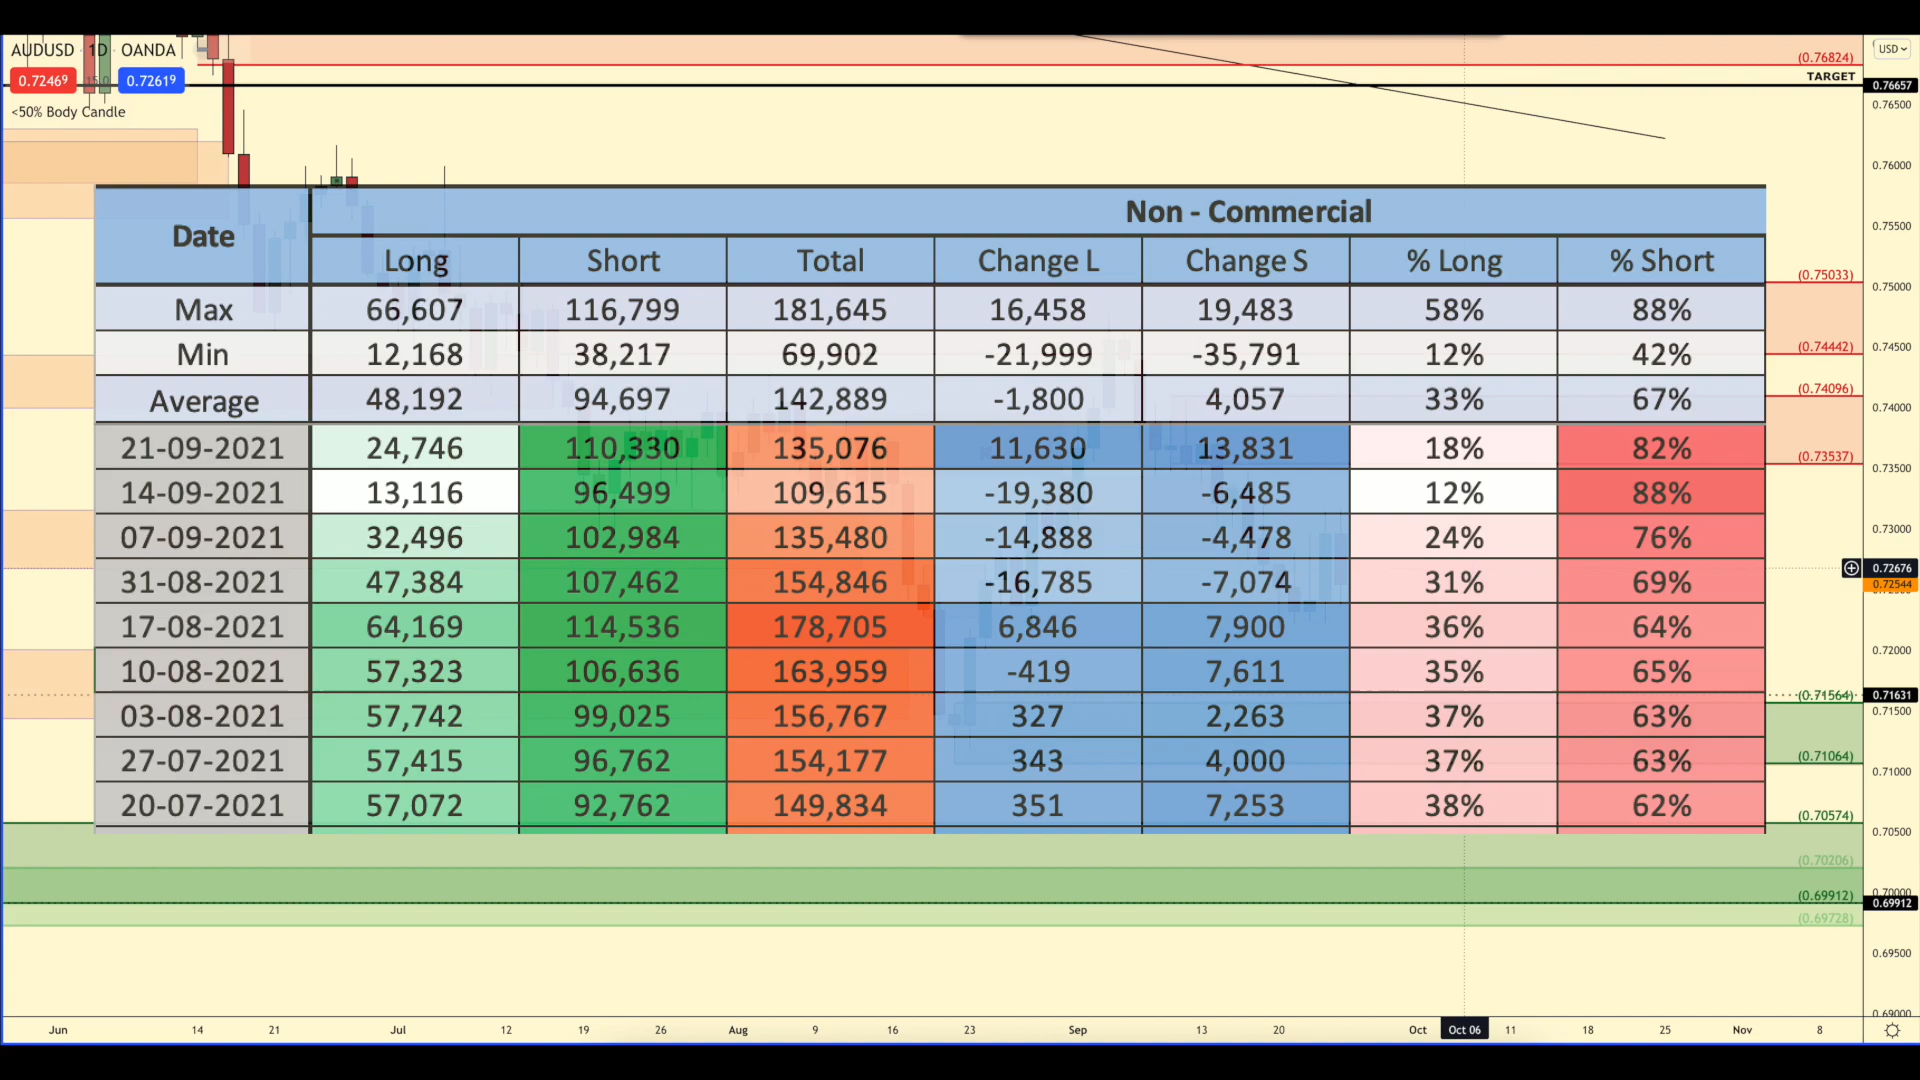 AUDUSD 1D OANDA
0.72469 15.0 0.72619
<50% Body Candle
USD
(0.76824)
TARGET
0.76657
0.76500
0.76000
0.75500
(0.75033)
0.75000
(0.74442)
0.74500
(0.74096)
0.74000
(0.73537)
0.73500
0.73000
0.72676
0.72544
0.72000
(0.71564)
0.71631
0.71500
(0.71064)
0.71000
(0.70574)
0.70500
(0.70206)
0.70000
(0.69912)
0.69912
(0.69728)
0.69500
0.69000
Date Non - Commercial
Long Short Total Change L Change S % Long % Short
Max 66,607 116,799 181,645 16,458 19,483 58% 88%
Min 12,168 38,217 69,902 -21,999 -35,791 12% 42%
Average 48,192 94,697 142,889 -1,800 4,057 33% 67%
21-09-2021 24,746 110,330 135,076 11,630 13,831 18% 82%
14-09-2021 13,116 96,499 109,615 -19,380 -6,485 12% 88%
07-09-2021 32,496 102,984 135,480 -14,888 -4,478 24% 76%
31-08-2021 47,384 107,462 154,846 -16,785 -7,074 31% 69%
17-08-2021 64,169 114,536 178,705 6,846 7,900 36% 64%
10-08-2021 57,323 106,636 163,959 -419 7,611 35% 65%
03-08-2021 57,742 99,025 156,767 327 2,263 37% 63%
27-07-2021 57,415 96,762 154,177 343 4,000 37% 63%
20-07-2021 57,072 92,762 149,834 351 7,253 38% 62%
Jun 14 21 Jul 12 19 26 Aug 9 16 23 Sep 13 20 Oct Oct 06 11 18 25 Nov 8